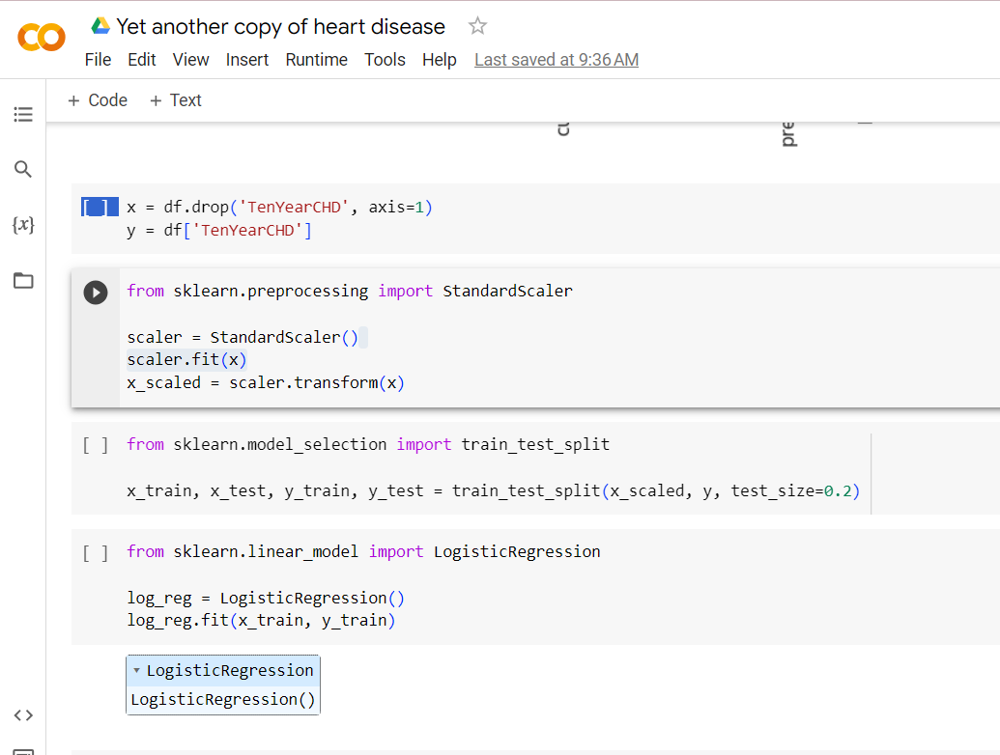 Yet another copy of heart disease
File Edit View Insert Runtime Tools Help Last saved at 9:36 AM
+ Code + Text
{x}
[ ] x = df.drop('TenYearCHD', axis=1)
y = df['TenYearCHD']
from sklearn.preprocessing import StandardScaler
scaler = StandardScaler()
scaler.fit(x)
x_scaled = scaler.transform(x)
[ ] from sklearn.model_selection import train_test_split
x_train, x_test, y_train, y_test = train_test_split(x_scaled, y, test_size=0.2)
[ ] from sklearn.linear_model import LogisticRegression
log_reg = LogisticRegression()
log_reg.fit(x_train, y_train)
▾ LogisticRegression
LogisticRegression()